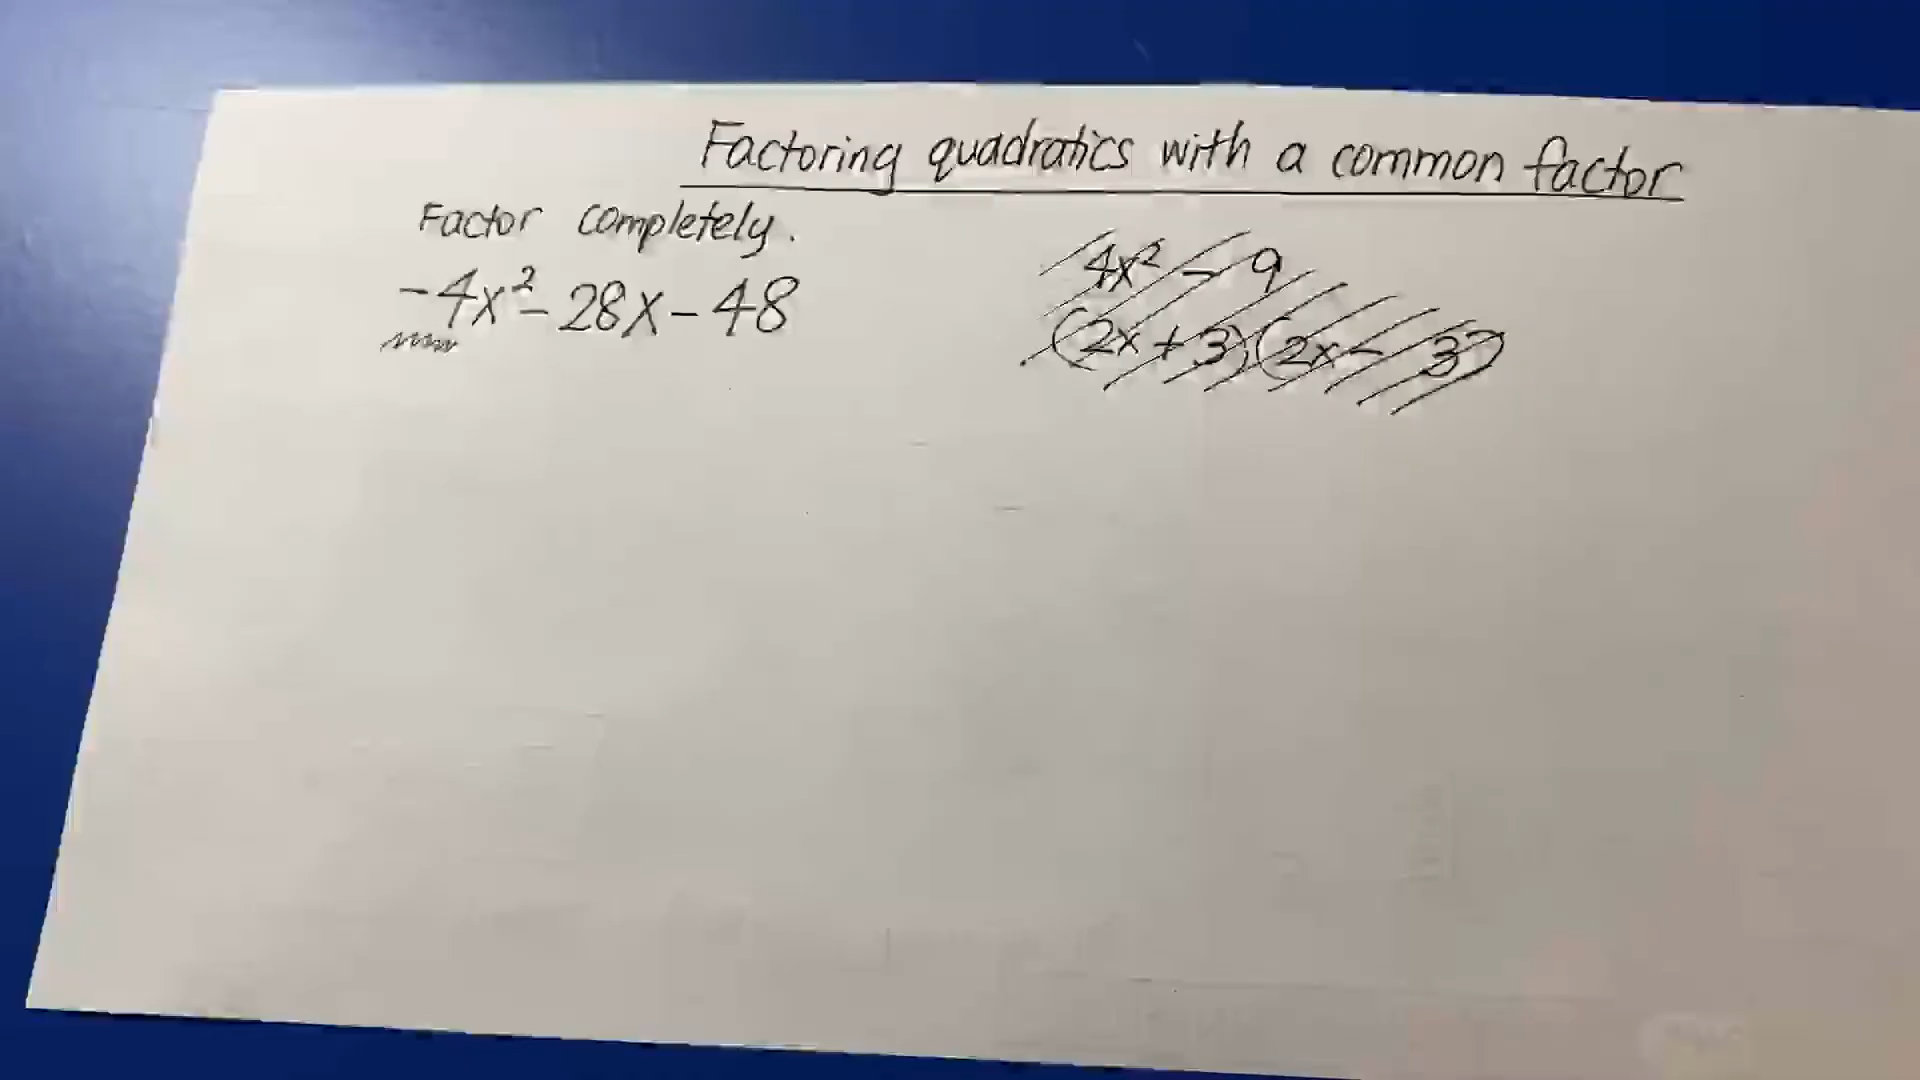 Factoring quadratics with a common factor
Factor completely.
-4x² - 28x - 48
4x² - 9
(2x + 3)(2x - 3)